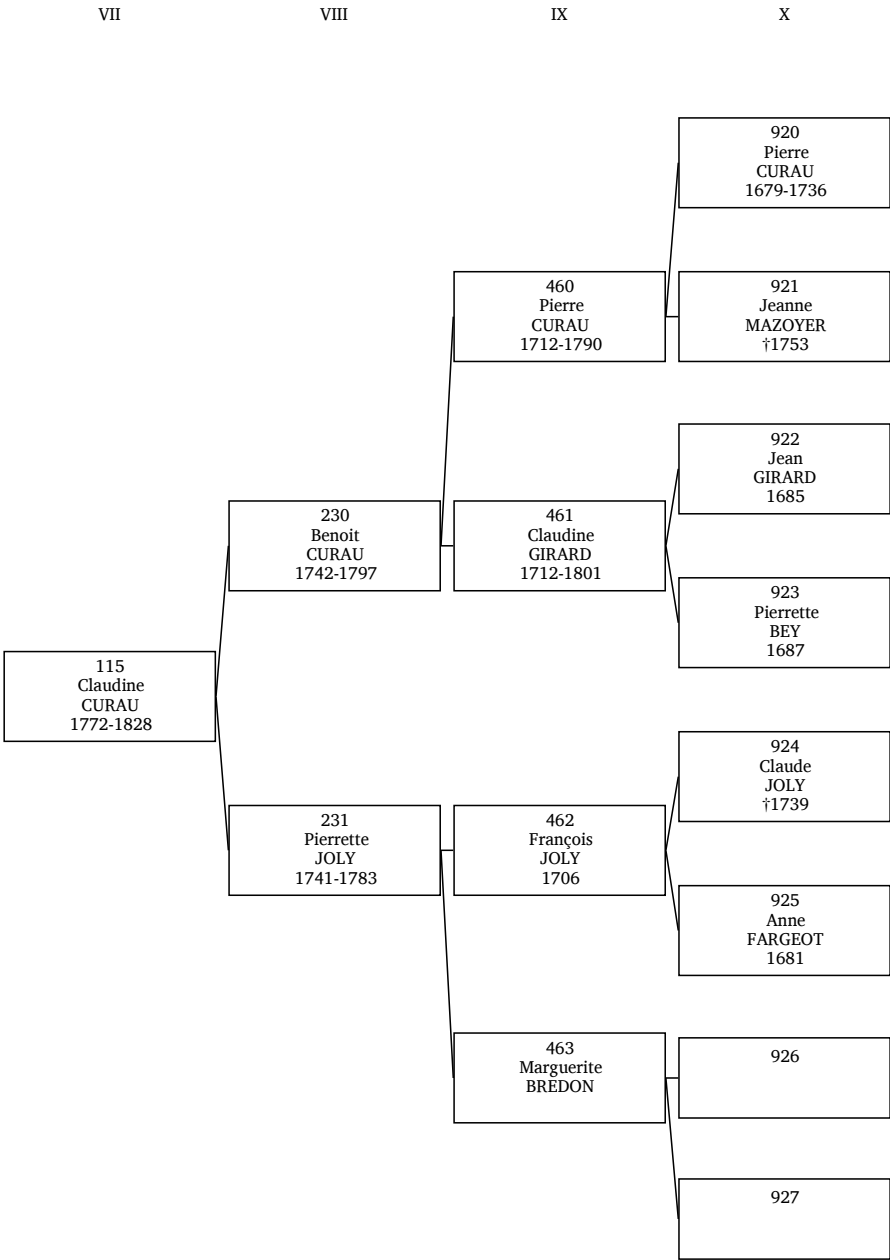 VII VIII IX X
920
Pierre
CURAU
1679-1736
460
Pierre
CURAU
1712-1790
921
Jeanne
MAZOYER
†1753
922
Jean
GIRARD
1685
230
Benoit
CURAU
1742-1797
461
Claudine
GIRARD
1712-1801
923
Pierrette
BEY
1687
115
Claudine
CURAU
1772-1828
924
Claude
JOLY
†1739
231
Pierrette
JOLY
1741-1783
462
François
JOLY
1706
925
Anne
FARGEOT
1681
463
Marguerite
BREDON
926
927